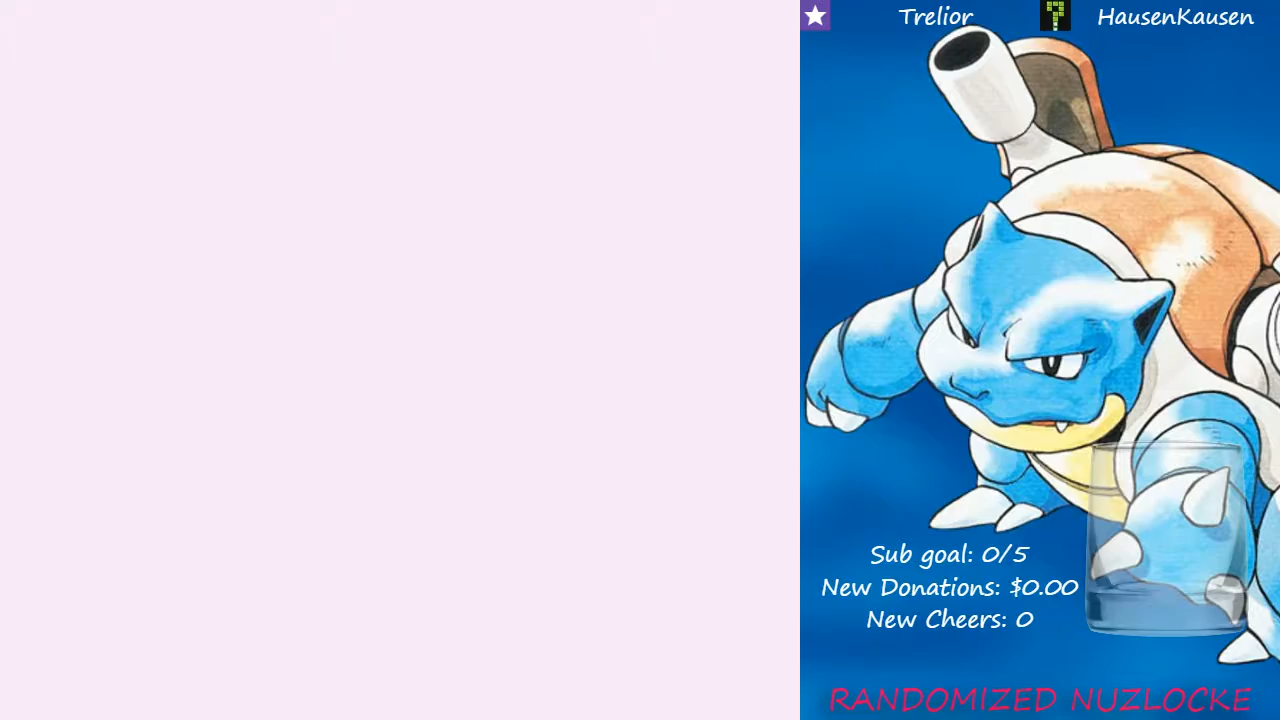 Trelior HausenKausen
Sub goal: 0/5
New Donations: $0.00
New Cheers: 0
RANDOMIZED NUZLOCKE